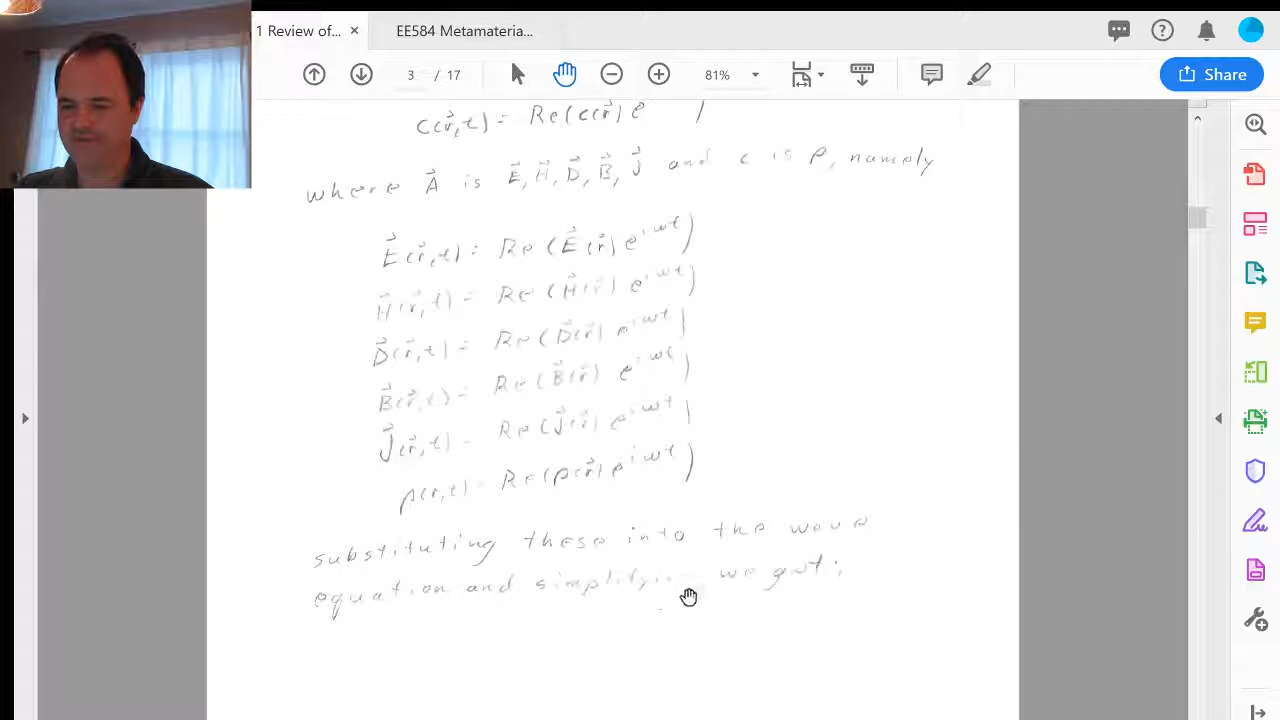 1 Review of... ×
EE584 Metamateria...
3 / 17
81%
Share
c(r⃗,t) = Re(c(r⃗) e )
where A⃗ is E⃗, H⃗, D⃗, B⃗, J⃗ and c is ρ, namely
E⃗(r⃗,t) = Re(E⃗(r⃗) e^iωt)
H⃗(r⃗,t) = Re(H⃗(r⃗) e^iωt)
D⃗(r⃗,t) = Re(D⃗(r⃗) e^iωt)
B⃗(r⃗,t) = Re(B⃗(r⃗) e^iωt)
J⃗(r⃗,t) = Re(J⃗(r⃗) e^iωt)
ρ(r,t) = Re(ρ(r⃗) e^iωt)
substituting these into the wave
equation and simplifying we get: